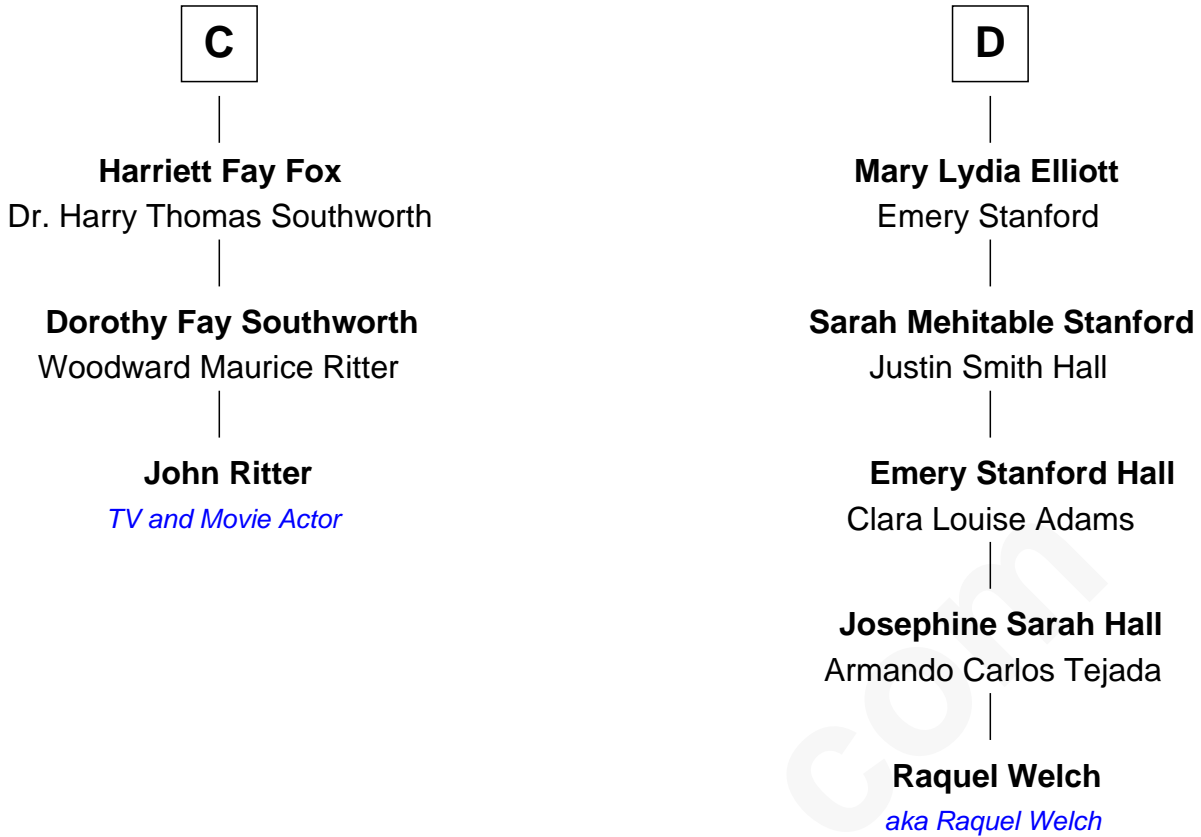 C
Harriett Fay Fox
Dr. Harry Thomas Southworth
Dorothy Fay Southworth
Woodward Maurice Ritter
John Ritter
TV and Movie Actor
D
Mary Lydia Elliott
Emery Stanford
Sarah Mehitable Stanford
Justin Smith Hall
Emery Stanford Hall
Clara Louise Adams
Josephine Sarah Hall
Armando Carlos Tejada
Raquel Welch
aka Raquel Welch
com